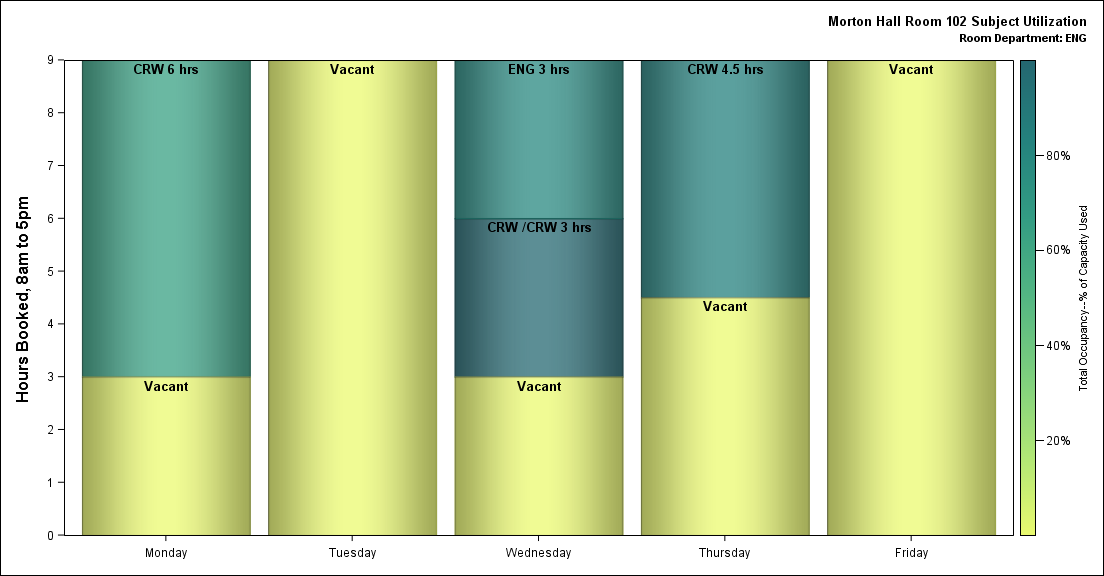 Morton Hall Room 102 Subject Utilization
Room Department: ENG
Hours Booked, 8am to 5pm
9
8
7
6
5
4
3
2
1
0
CRW 6 hrs
Vacant
Vacant
ENG 3 hrs
CRW /CRW 3 hrs
Vacant
CRW 4.5 hrs
Vacant
Vacant
Monday
Tuesday
Wednesday
Thursday
Friday
80%
60%
40%
20%
Total Occupancy--% of Capacity Used